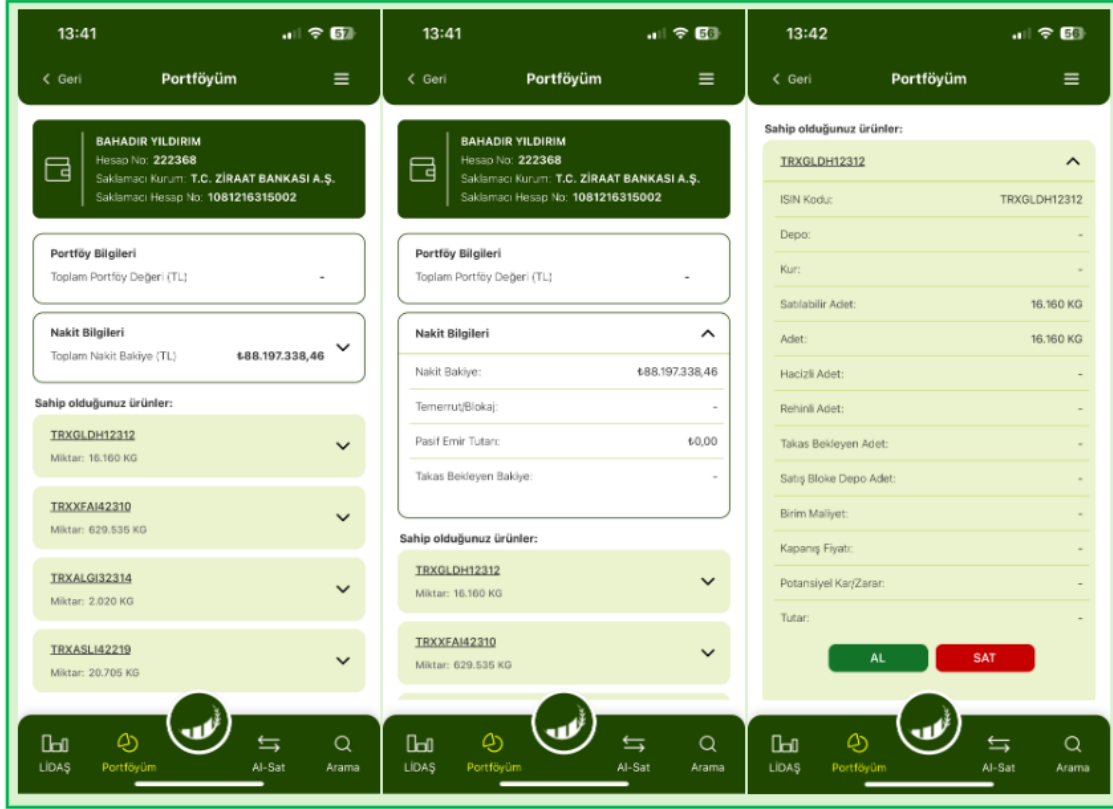 13:41
57
Geri
Portföyüm
BAHADIR YILDIRIM
Hesap No: 222368
Saklamacı Kurum: T.C. ZİRAAT BANKASI A.Ş.
Saklamacı Hesap No: 1081216315002
Portföy Bilgileri
Toplam Portföy Değeri (TL) -
Nakit Bilgileri
Toplam Nakit Bakiye (TL) ₺88.197.338,46
Sahip olduğunuz ürünler:
TRXGLDH12312
Miktar: 16.160 KG
TRXXFAI42310
Miktar: 629.535 KG
TRXALGI32314
Miktar: 2.020 KG
TRXASLI42219
Miktar: 20.705 KG
LİDAŞ
Portföyüm
Al-Sat
Arama
13:41
56
Geri
Portföyüm
BAHADIR YILDIRIM
Hesap No: 222368
Saklamacı Kurum: T.C. ZİRAAT BANKASI A.Ş.
Saklamacı Hesap No: 1081216315002
Portföy Bilgileri
Toplam Portföy Değeri (TL) -
Nakit Bilgileri
Nakit Bakiye: ₺88.197.338,46
Temerrut/Blokaj: -
Pasif Emir Tutarı: ₺0,00
Takas Bekleyen Bakiye: -
Sahip olduğunuz ürünler:
TRXGLDH12312
Miktar: 16.160 KG
TRXXFAI42310
Miktar: 629.535 KG
LİDAŞ
Portföyüm
Al-Sat
Arama
13:42
56
Geri
Portföyüm
Sahip olduğunuz ürünler:
TRXGLDH12312
ISIN Kodu: TRXGLDH12312
Depo: -
Kur: -
Satılabilir Adet: 16.160 KG
Adet: 16.160 KG
Hacizli Adet: -
Rehinli Adet: -
Takas Bekleyen Adet: -
Satış Bloke Depo Adet: -
Birim Maliyet: -
Kapanış Fiyatı: -
Potansiyel Kar/Zarar: -
Tutar: -
AL
SAT
LİDAŞ
Portföyüm
Al-Sat
Arama